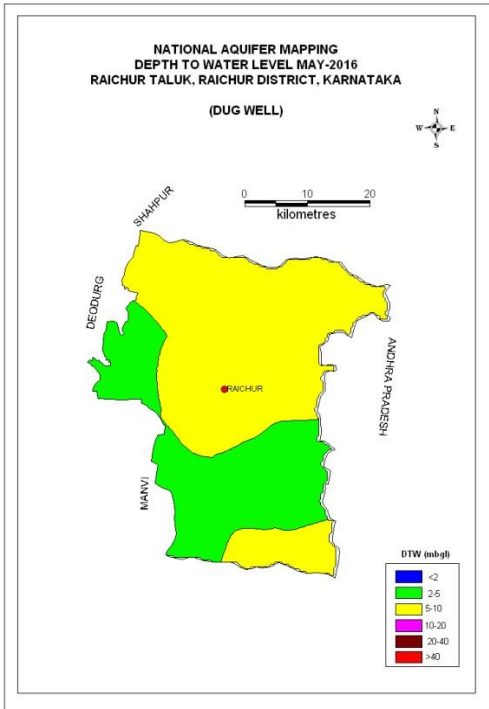 NATIONAL AQUIFER MAPPING
DEPTH TO WATER LEVEL MAY-2016
RAICHUR TALUK, RAICHUR DISTRICT, KARNATAKA
(DUG WELL)
N
W E
S
SHAHPUR
0 10 20
kilometres
DEODURG
ANDHRA PRADESH
RAICHUR
MANVI
DTW (mbgl)
<2
2-5
5-10
10-20
20-40
>40